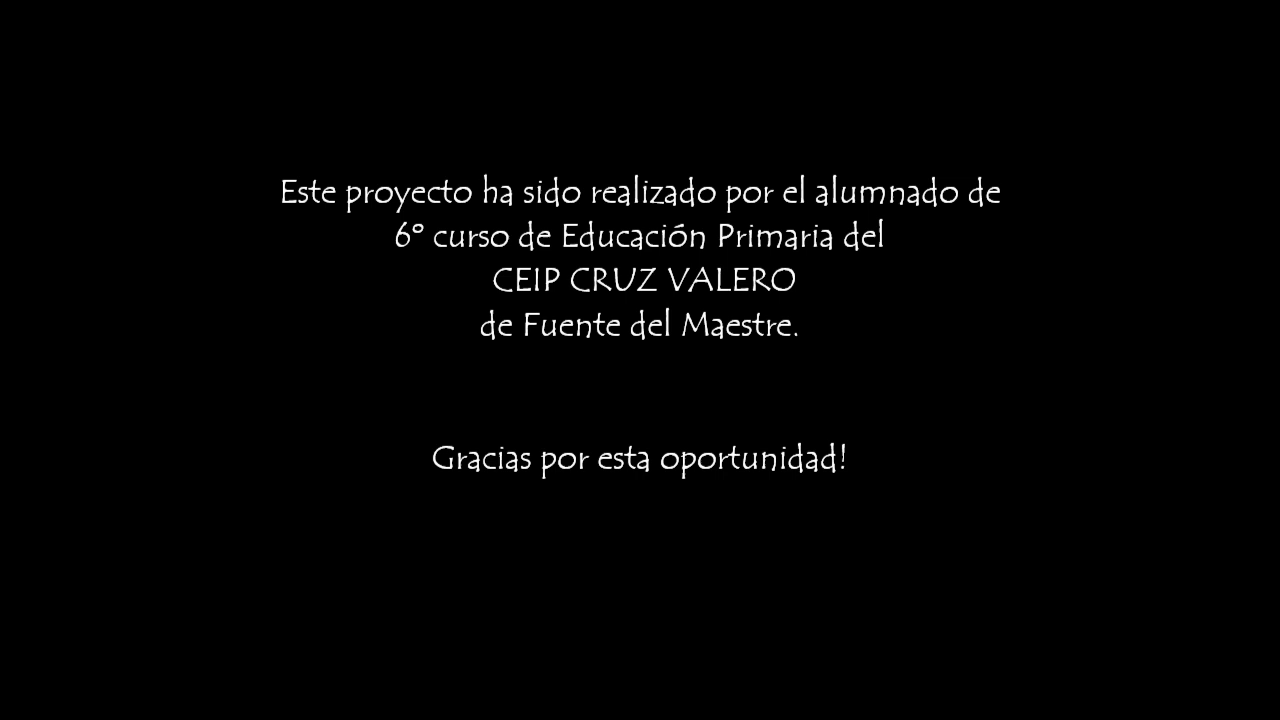 Este proyecto ha sido realizado por el alumnado de
6º curso de Educación Primaria del
CEIP CRUZ VALERO
de Fuente del Maestre.
Gracias por esta oportunidad!